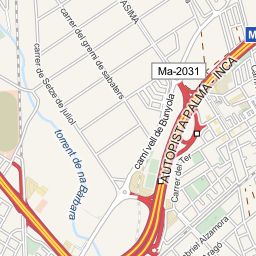 ASIMA
carrer del gremi de sabaters
carrer de Setze de juliol
Ma-2031
M
AUTOPISTA PALMA - INCA
camí vell de Bunyola
torrent de na Bàrbara
Carrer del Ter
Gabriel Alzamora
Aragó